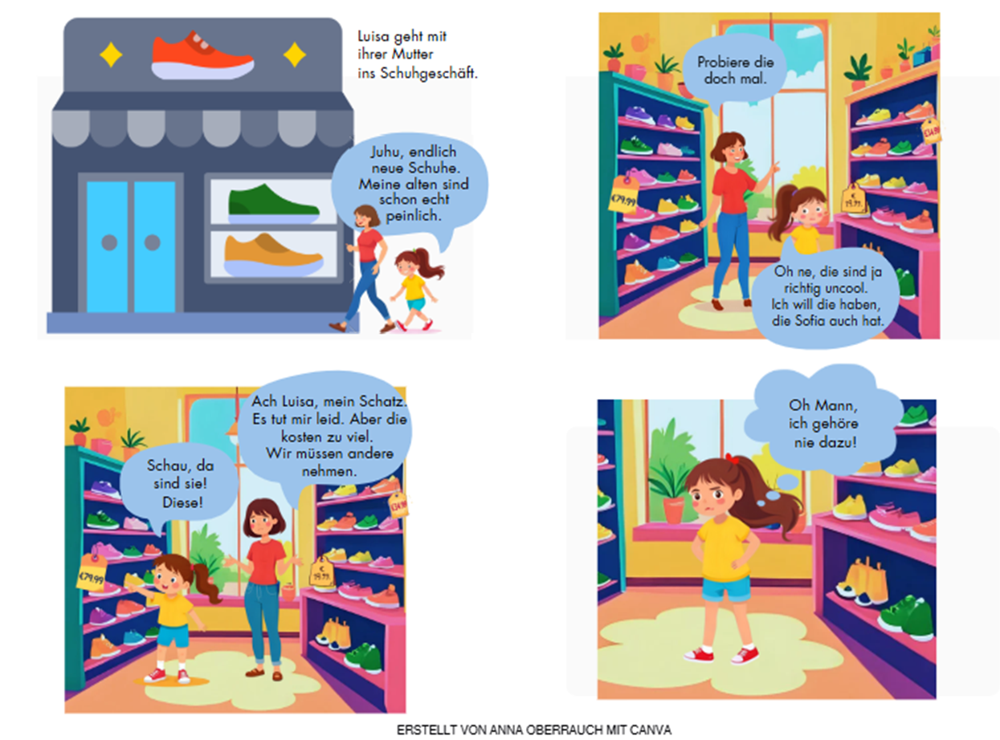 Luisa geht mit
ihrer Mutter
ins Schuhgeschäft.
Juhu, endlich
neue Schuhe.
Meine alten sind
schon echt
peinlich.
Probiere die
doch mal.
€34.99
€79.99
€
19.99.
Oh ne, die sind ja
richtig uncool.
Ich will die haben,
die Sofia auch hat.
Ach Luisa, mein Schatz.
Es tut mir leid. Aber die
kosten zu viel.
Wir müssen andere
nehmen.
Schau, da
sind sie!
Diese!
€34.99
€79.99
€
19.99.
Oh Mann,
ich gehöre
nie dazu!
ERSTELLT VON ANNA OBERRAUCH MIT CANVA